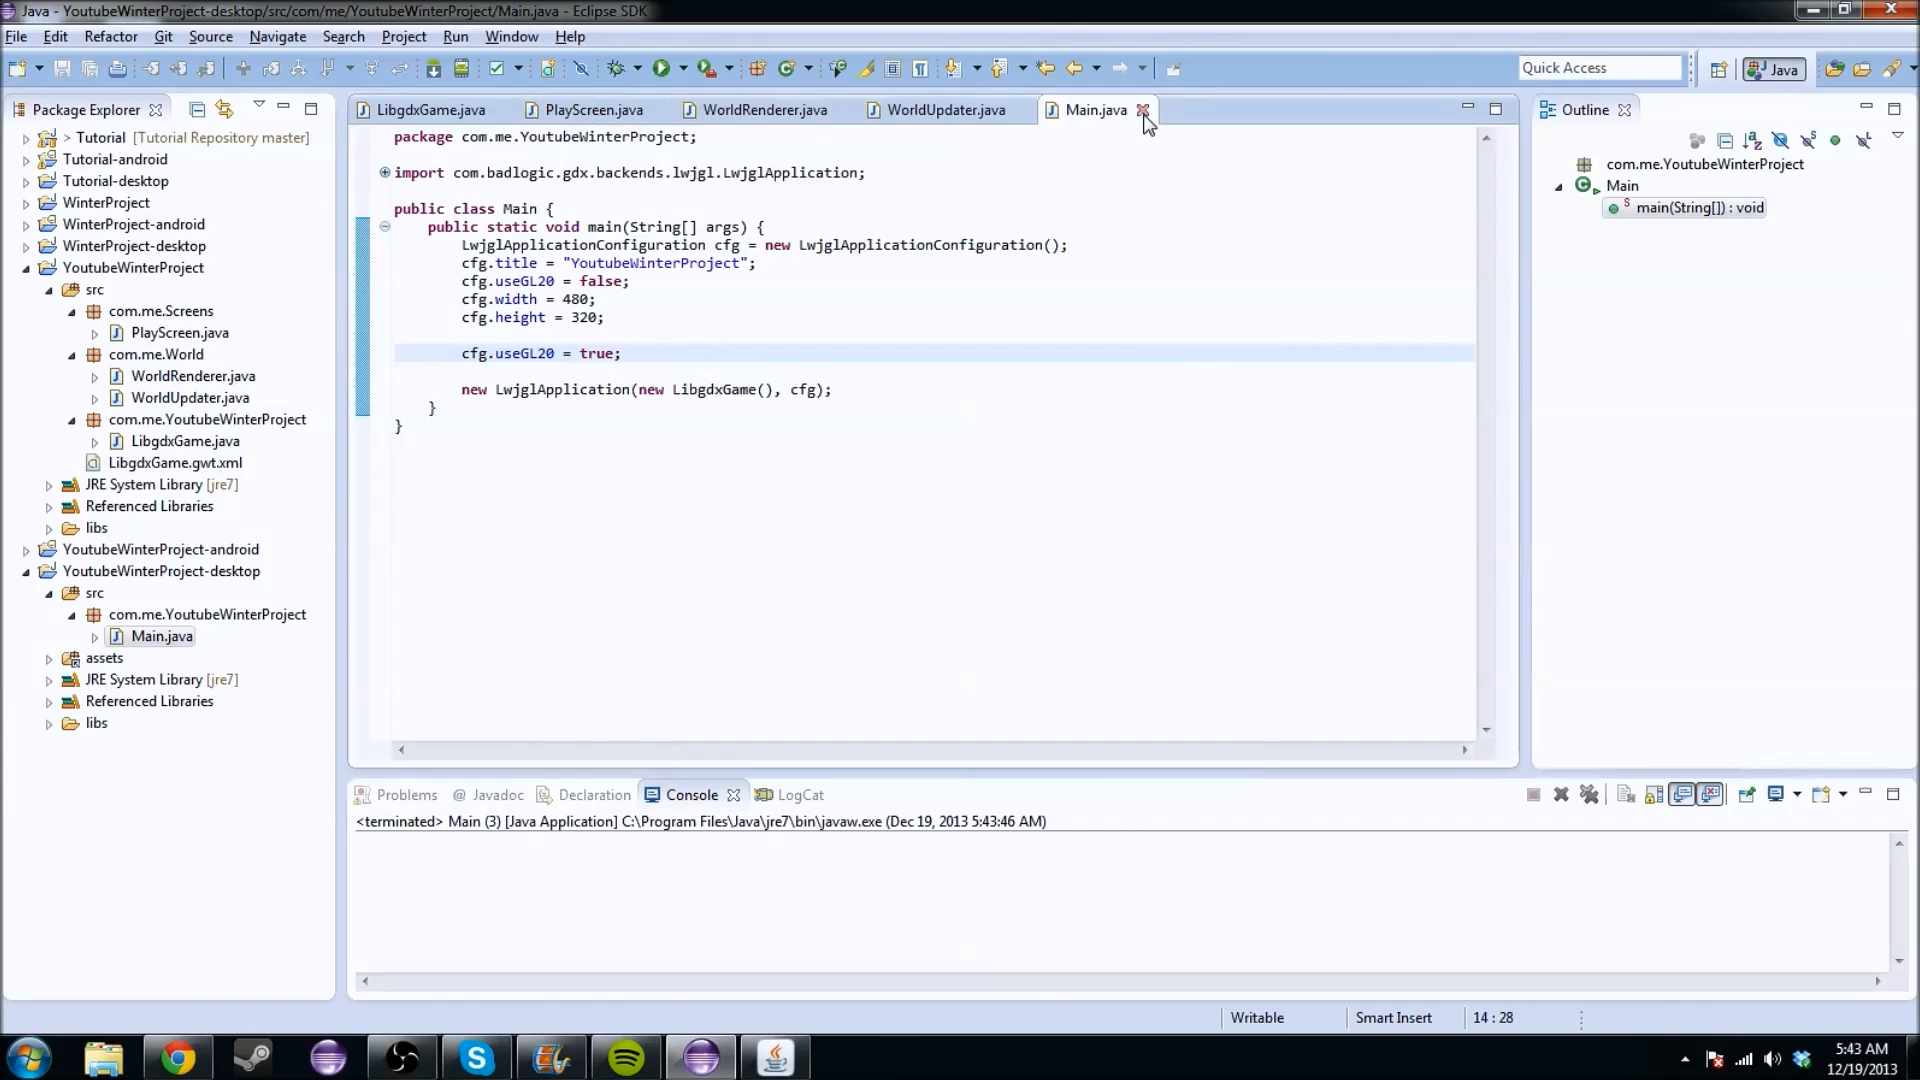 Java - YoutubeWinterProject-desktop/src/com/me/YoutubeWinterProject/Main.java - Eclipse SDK
File Edit Refactor Git Source Navigate Search Project Run Window Help
Quick Access
Java
Package Explorer
> Tutorial [Tutorial Repository master]
Tutorial-android
Tutorial-desktop
WinterProject
WinterProject-android
WinterProject-desktop
YoutubeWinterProject
src
com.me.Screens
PlayScreen.java
com.me.World
WorldRenderer.java
WorldUpdater.java
com.me.YoutubeWinterProject
LibgdxGame.java
LibgdxGame.gwt.xml
JRE System Library [jre7]
Referenced Libraries
libs
YoutubeWinterProject-android
YoutubeWinterProject-desktop
src
com.me.YoutubeWinterProject
Main.java
assets
JRE System Library [jre7]
Referenced Libraries
libs
LibgdxGame.java PlayScreen.java WorldRenderer.java WorldUpdater.java Main.java
package com.me.YoutubeWinterProject;
import com.badlogic.gdx.backends.lwjgl.LwjglApplication;
public class Main {
public static void main(String[] args) {
LwjglApplicationConfiguration cfg = new LwjglApplicationConfiguration();
cfg.title = "YoutubeWinterProject";
cfg.useGL20 = false;
cfg.width = 480;
cfg.height = 320;
cfg.useGL20 = true;
new LwjglApplication(new LibgdxGame(), cfg);
}
}
Outline
com.me.YoutubeWinterProject
Main
main(String[]) : void
Problems @ Javadoc Declaration Console LogCat
<terminated> Main (3) [Java Application] C:\Program Files\Java\jre7\bin\javaw.exe (Dec 19, 2013 5:43:46 AM)
Writable Smart Insert 14 : 28
5:43 AM
12/19/2013